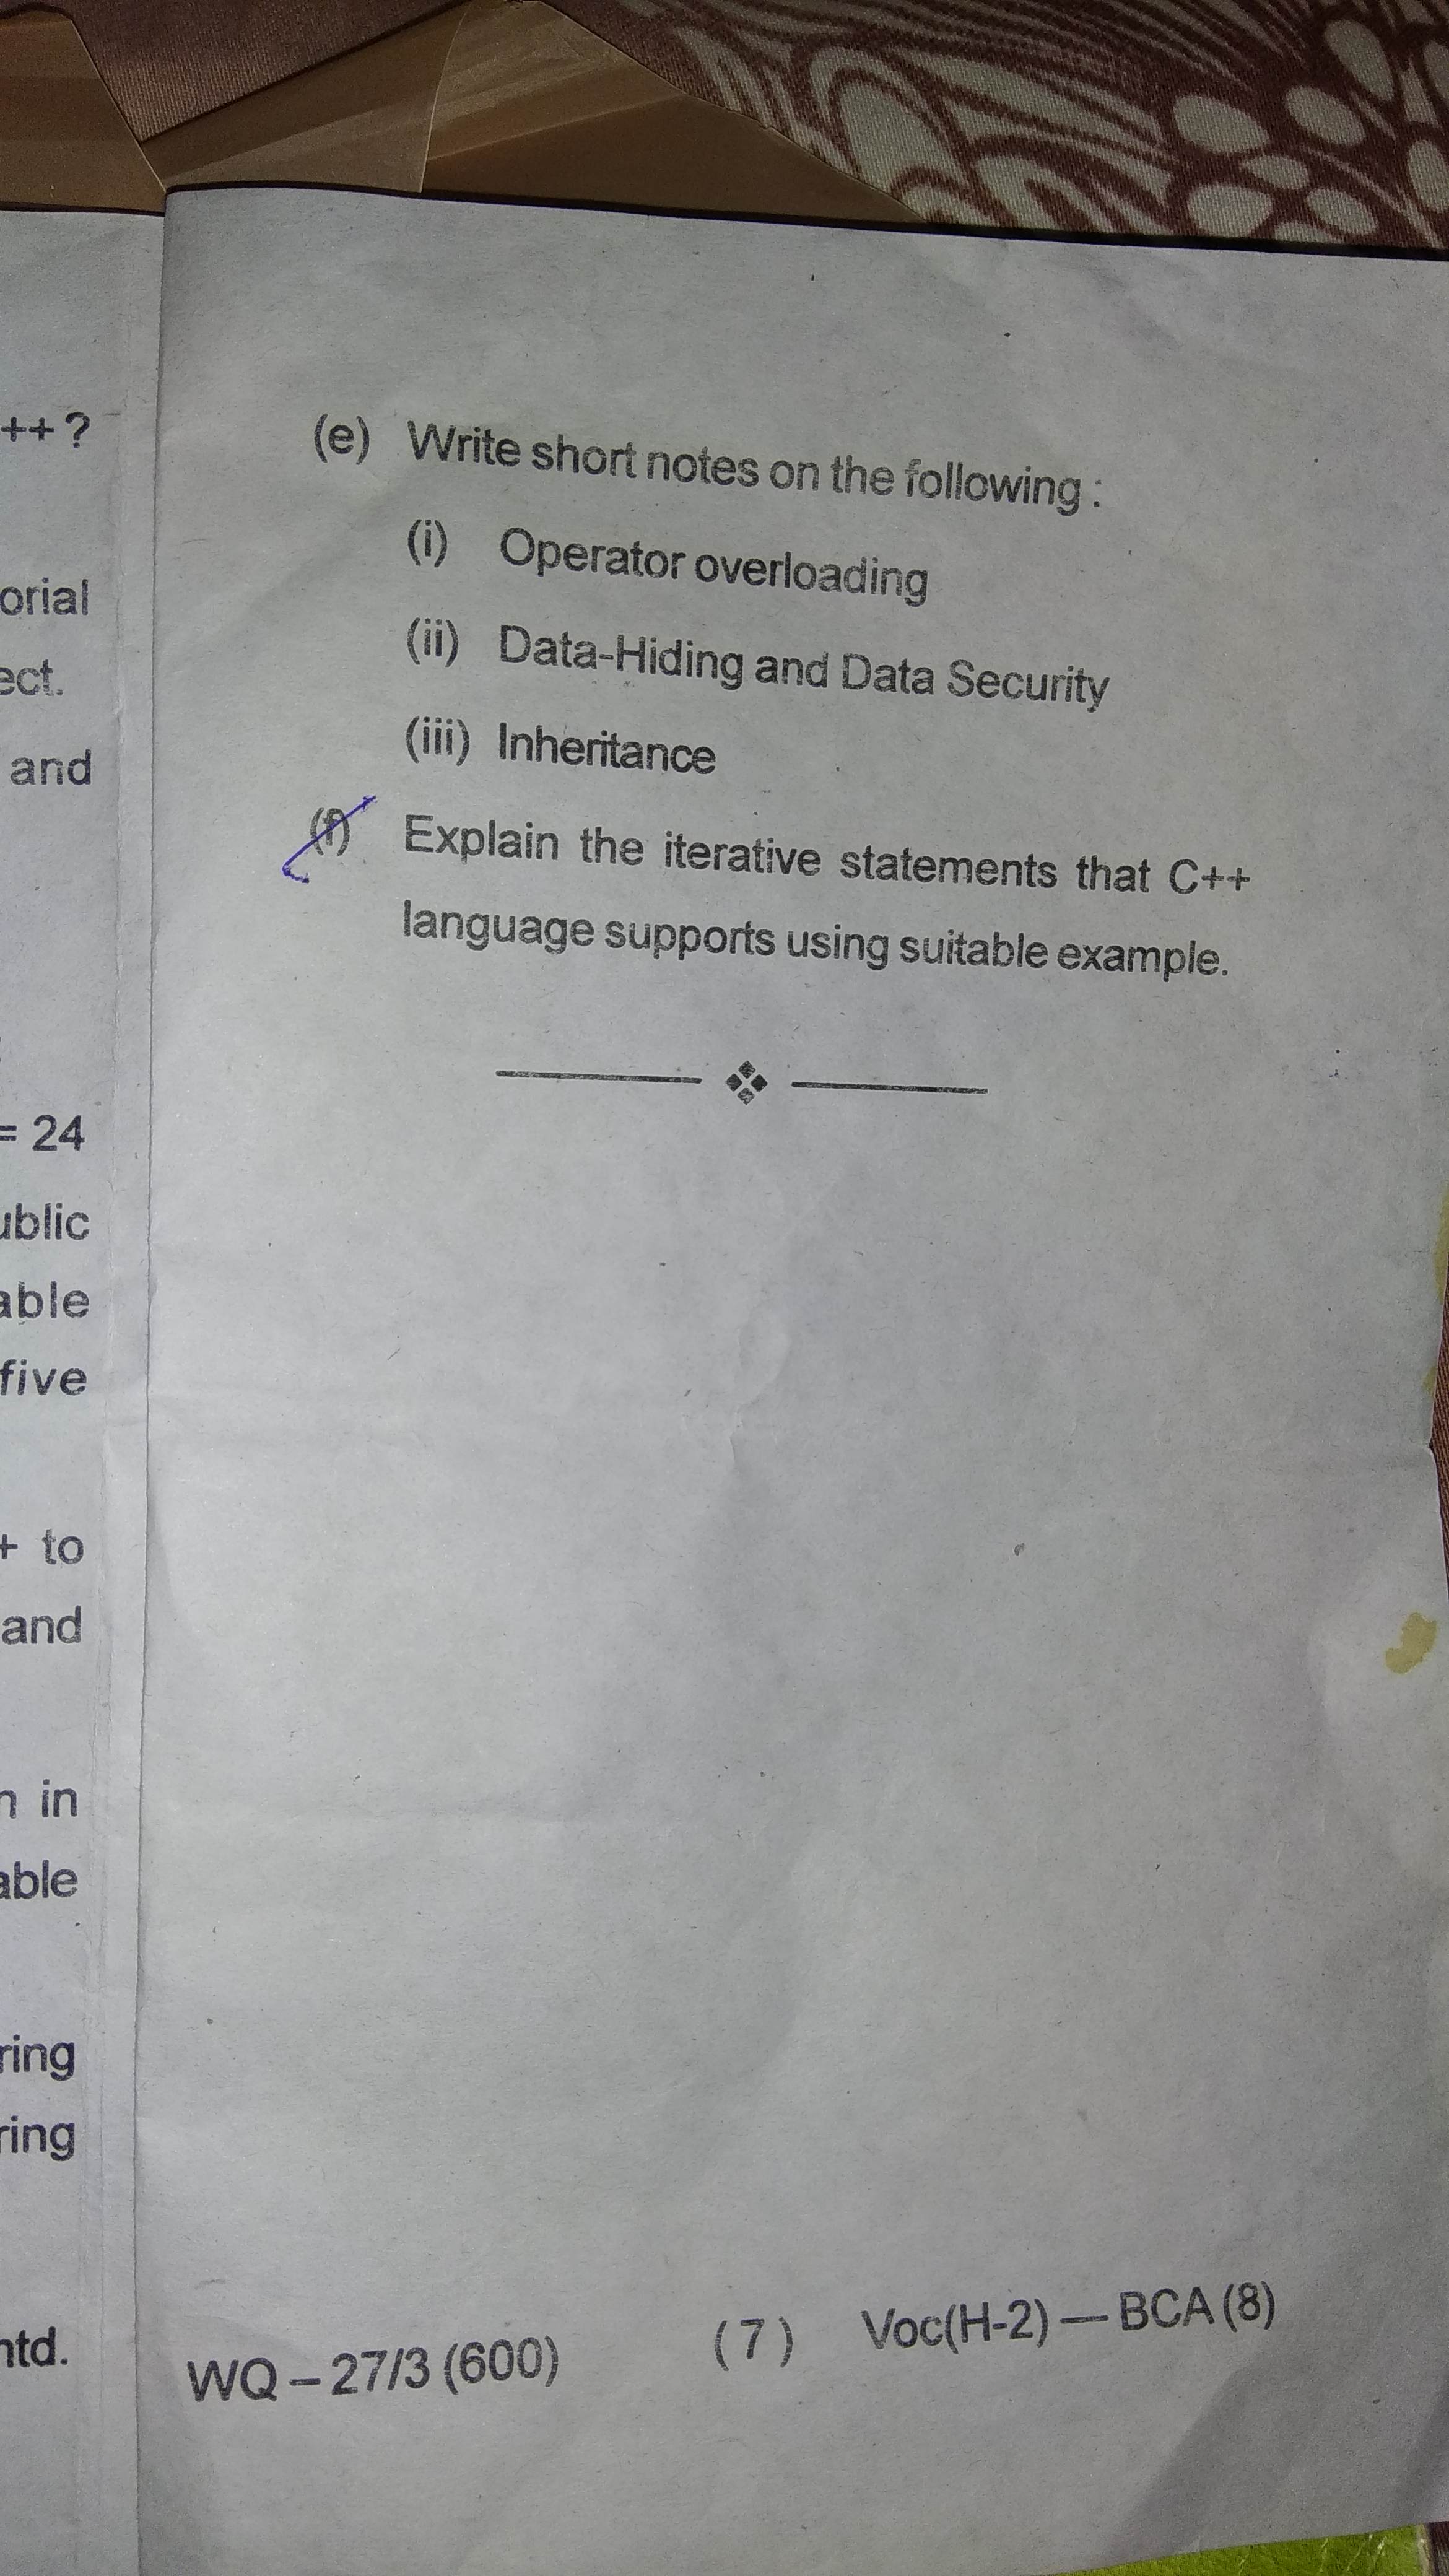 ++ ?
orial
ect.
and
= 24
ublic
able
five
+ to
and
n in
able
ring
ring
ntd.
(e) Write short notes on the following :
(i) Operator overloading
(ii) Data-Hiding and Data Security
(iii) Inheritance
(f) Explain the iterative statements that C++
language supports using suitable example.
WQ – 27/3 (600) (7) Voc(H-2) — BCA (8)